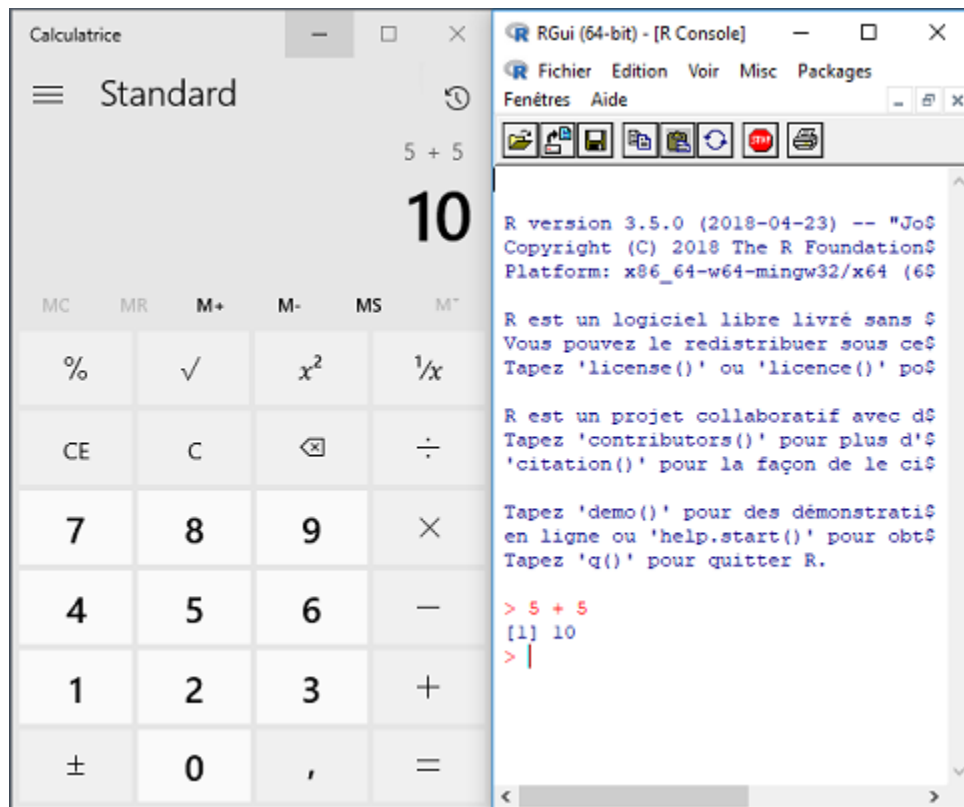 Calculatrice
Standard
5 + 5
10
MC MR M+ M- MS M˅
% √ x² ¹/x
CE C ÷
7 8 9 ×
4 5 6 −
1 2 3 +
± 0 , =
RGui (64-bit) - [R Console]
Fichier Edition Voir Misc Packages
Fenêtres Aide
STOP
R version 3.5.0 (2018-04-23) -- "Jo$
Copyright (C) 2018 The R Foundation$
Platform: x86_64-w64-mingw32/x64 (6$
R est un logiciel libre livré sans $
Vous pouvez le redistribuer sous ce$
Tapez 'license()' ou 'licence()' po$
R est un projet collaboratif avec d$
Tapez 'contributors()' pour plus d'$
'citation()' pour la façon de le ci$
Tapez 'demo()' pour des démonstrati$
en ligne ou 'help.start()' pour obt$
Tapez 'q()' pour quitter R.
> 5 + 5
[1] 10
>